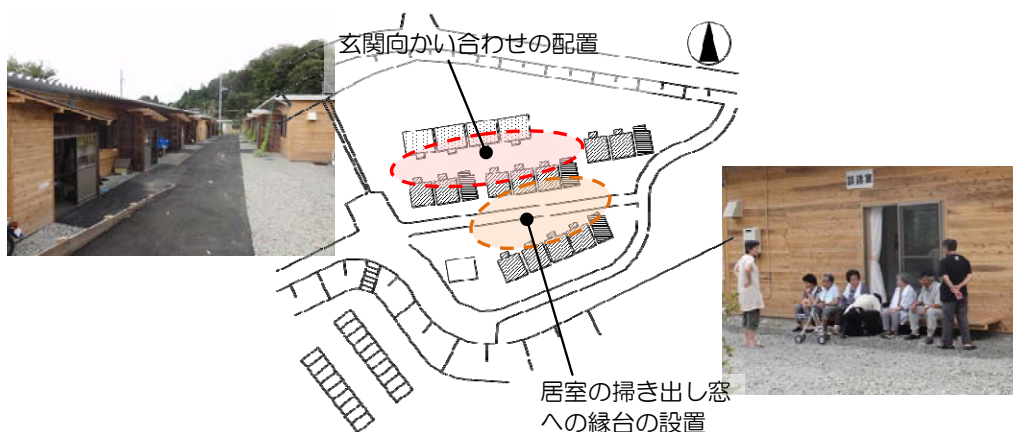 玄関向かい合わせの配置
談話室
居室の掃き出し窓
への縁台の設置